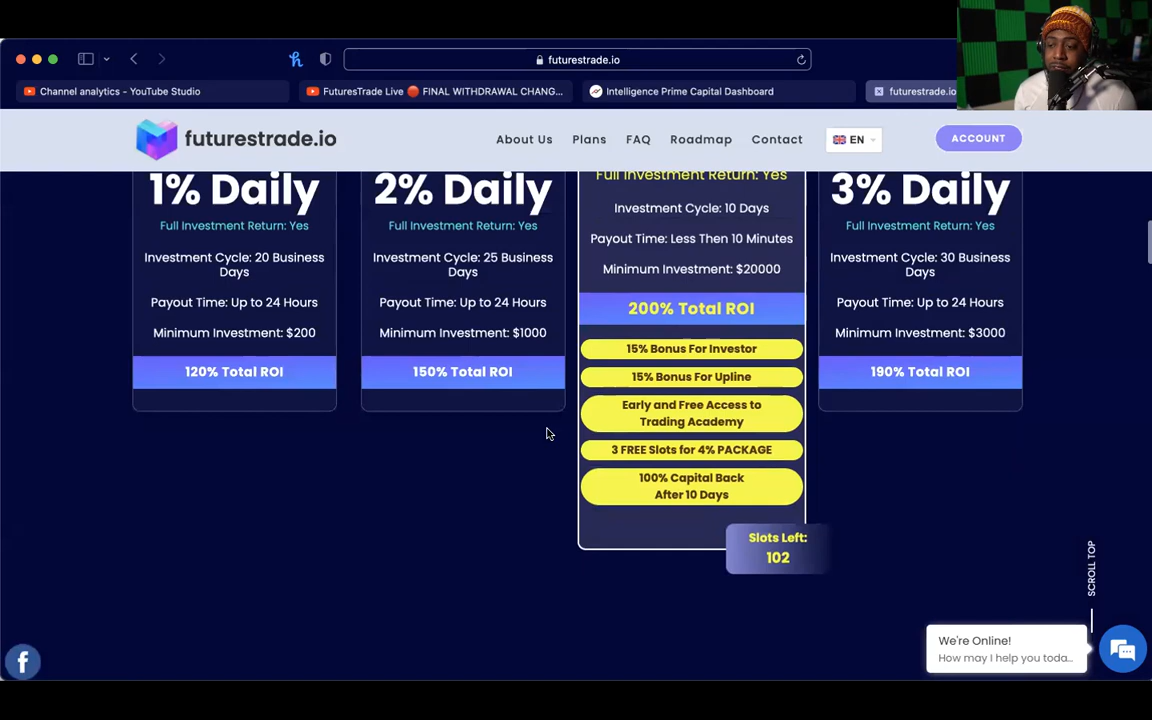 futurestrade.io
Channel analytics - YouTube Studio
FuturesTrade Live 🔴 FINAL WITHDRAWAL CHANG...
Intelligence Prime Capital Dashboard
futurestrade.io
futurestrade.io
About Us
Plans
FAQ
Roadmap
Contact
EN
ACCOUNT
1% Daily
Full Investment Return: Yes
Investment Cycle: 20 Business
Days
Payout Time: Up to 24 Hours
Minimum Investment: $200
120% Total ROI
2% Daily
Full Investment Return: Yes
Investment Cycle: 25 Business
Days
Payout Time: Up to 24 Hours
Minimum Investment: $1000
150% Total ROI
Full Investment Return: Yes
Investment Cycle: 10 Days
Payout Time: Less Then 10 Minutes
Minimum Investment: $20000
200% Total ROI
15% Bonus For Investor
15% Bonus For Upline
Early and Free Access to
Trading Academy
3 FREE Slots for 4% PACKAGE
100% Capital Back
After 10 Days
Slots Left:
102
3% Daily
Full Investment Return: Yes
Investment Cycle: 30 Business
Days
Payout Time: Up to 24 Hours
Minimum Investment: $3000
190% Total ROI
SCROLL TOP
We're Online!
How may I help you toda...